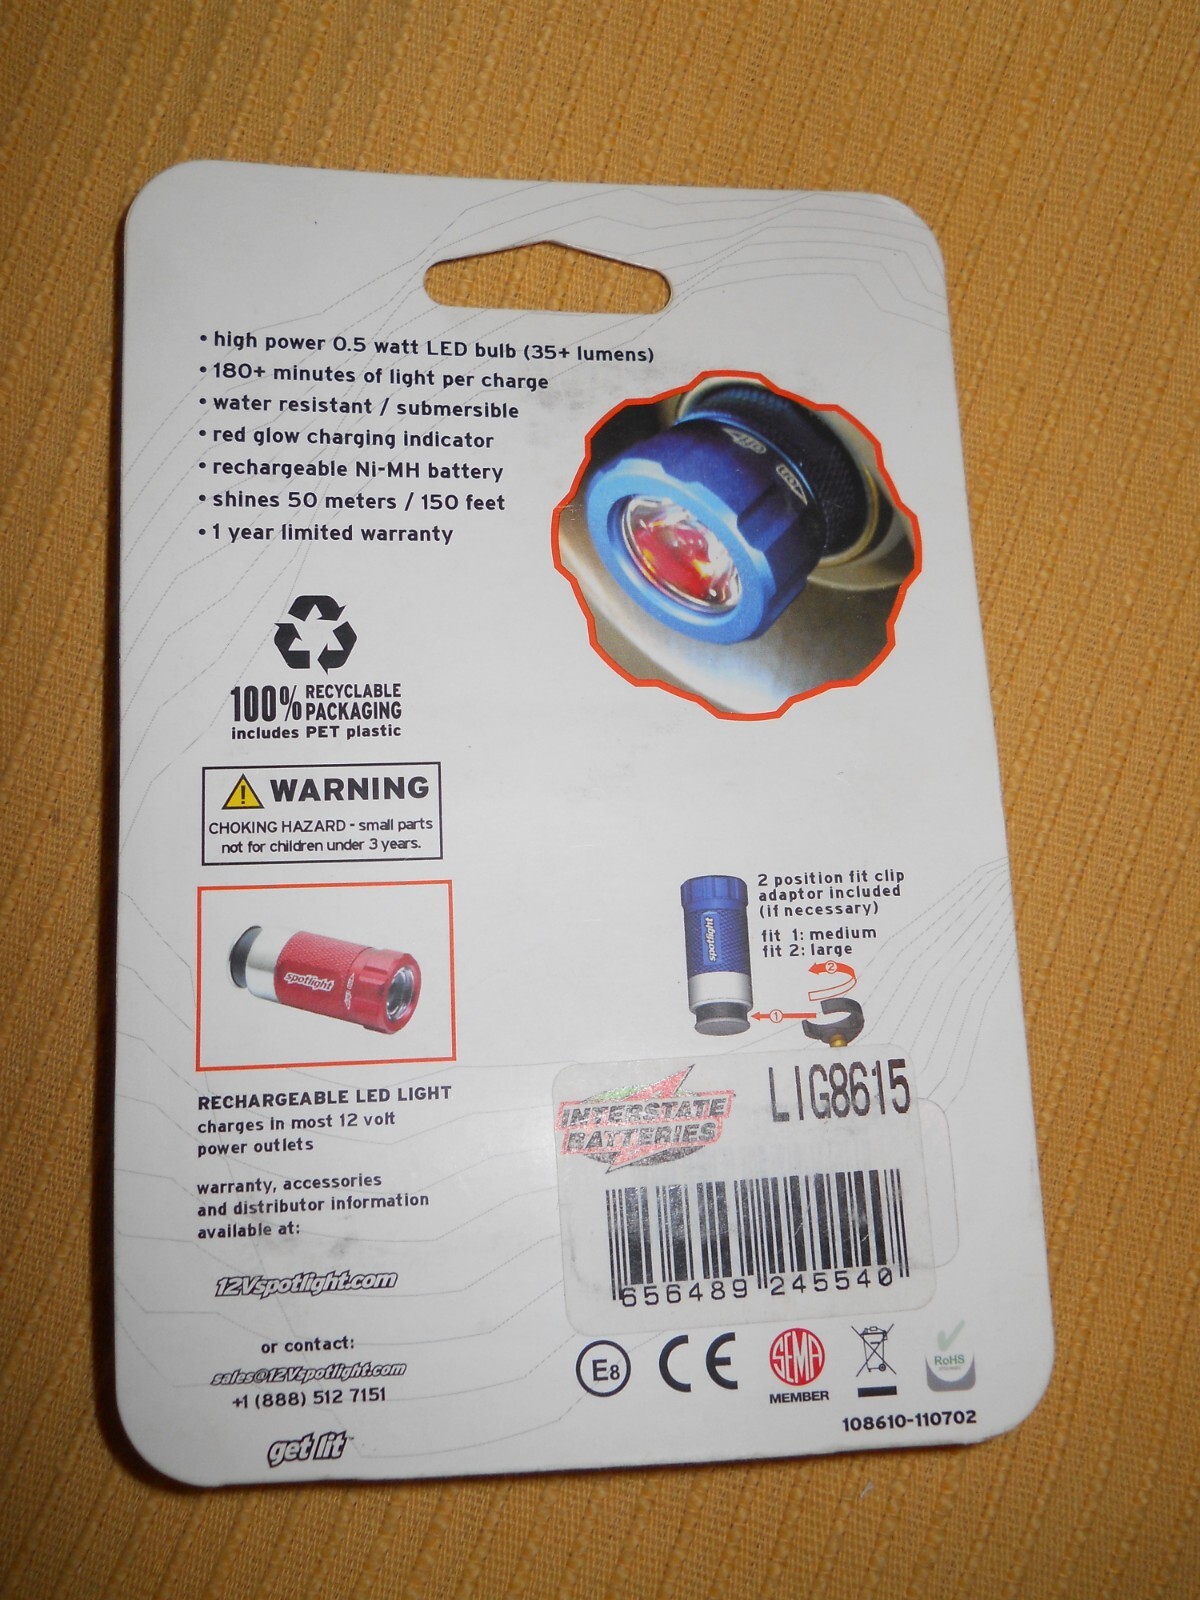 • high power 0.5 watt LED bulb (35+ lumens)
• 180+ minutes of light per charge
• water resistant / submersible
• red glow charging indicator
• rechargeable Ni-MH battery
• shines 50 meters / 150 feet
• 1 year limited warranty
off
on
100% RECYCLABLE
PACKAGING
includes PET plastic
WARNING
CHOKING HAZARD - small parts
not for children under 3 years.
spotlight
RECHARGEABLE LED LIGHT
charges in most 12 volt
power outlets
warranty, accessories
and distributor information
available at:
12Vspotlight.com
or contact:
sales@12Vspotlight.com
+1 (888) 512 7151
get lit™
2 position fit clip
adaptor included
(if necessary)
fit 1: medium
fit 2: large
spotlight
2
1
INTERSTATE
BATTERIES
LIG8615
656489 245540
E8
CE
SEMA
MEMBER
RoHS
108610-110702